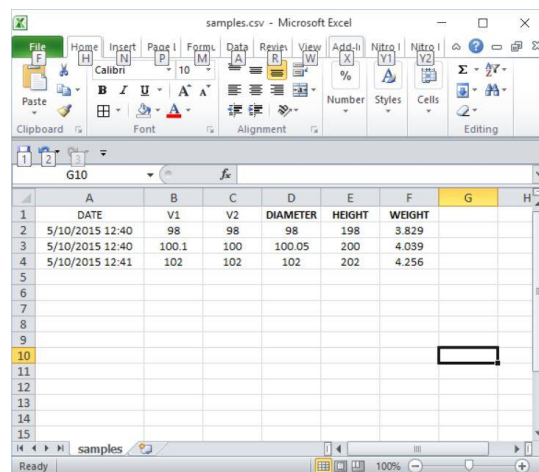 samples.csv - Microsoft Excel
File Home Insert Page L Formu Data Review View Add-In Nitro Nitro
F H N P M A R W X Y1 Y2
Calibri 10
Paste
B I U A A
% Number Styles Cells
Clipboard Font Alignment Editing
1 2 3
G10 fx
A B C D E F G H
1 DATE V1 V2 DIAMETER HEIGHT WEIGHT
2 5/10/2015 12:40 98 98 98 198 3.829
3 5/10/2015 12:40 100.1 100 100.05 200 4.039
4 5/10/2015 12:41 102 102 102 202 4.256
5
6
7
8
9
10
11
12
13
14
15
samples
Ready 100%